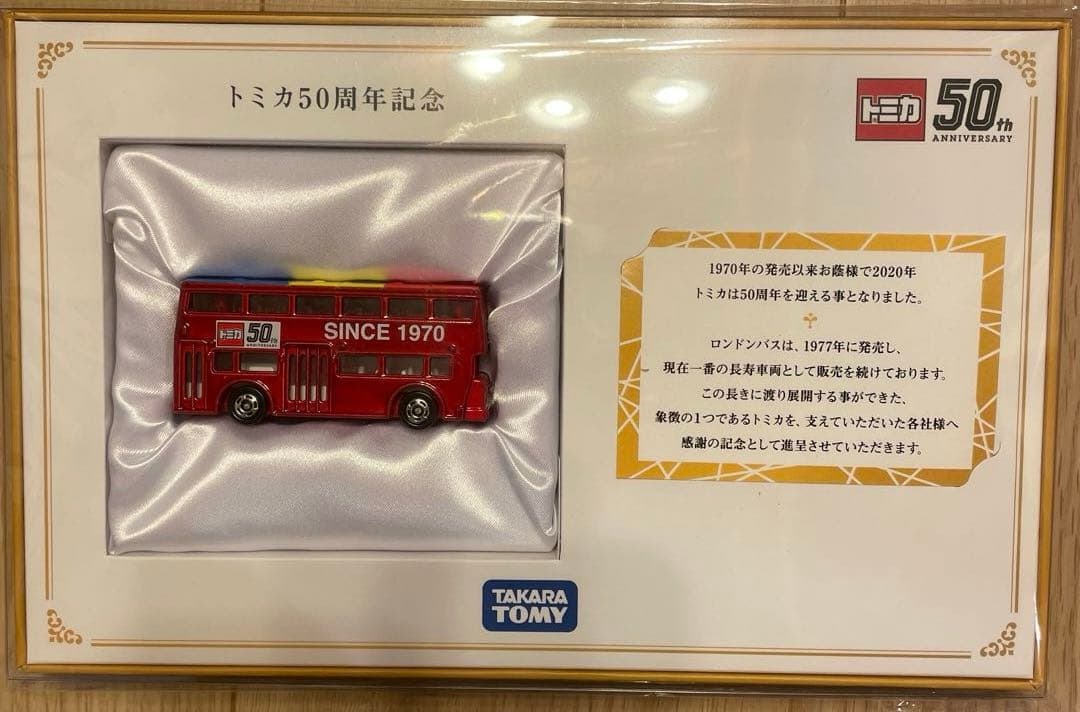 トミカ50周年記念
トミカ 50th
ANNIVERSARY
トミカ 50th
ANNIVERSARY
SINCE 1970
1970年の発売以来お蔭様で2020年
トミカは50周年を迎える事となりました。
ロンドンバスは、1977年に発売し、
現在一番の長寿車両として販売を続けております。
この長きに渡り展開する事ができた、
象徴の1つであるトミカを、支えていただいた各社様へ
感謝の記念として進呈させていただきます。
TAKARA
TOMY